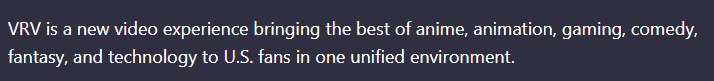 VRV is a new video experience bringing the best of anime, animation, gaming, comedy,
fantasy, and technology to U.S. fans in one unified environment.